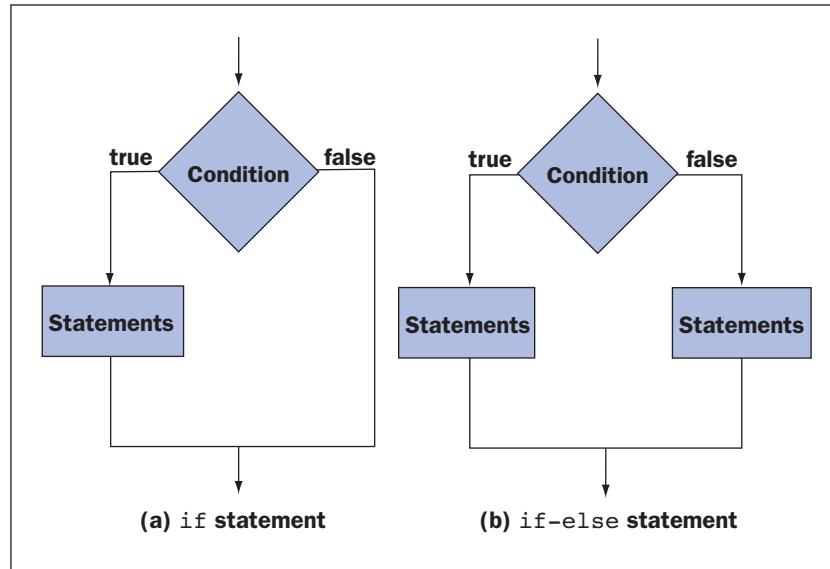 true
false
Condition
Statements
(a) if statement
true
false
Condition
Statements
Statements
(b) if-else statement